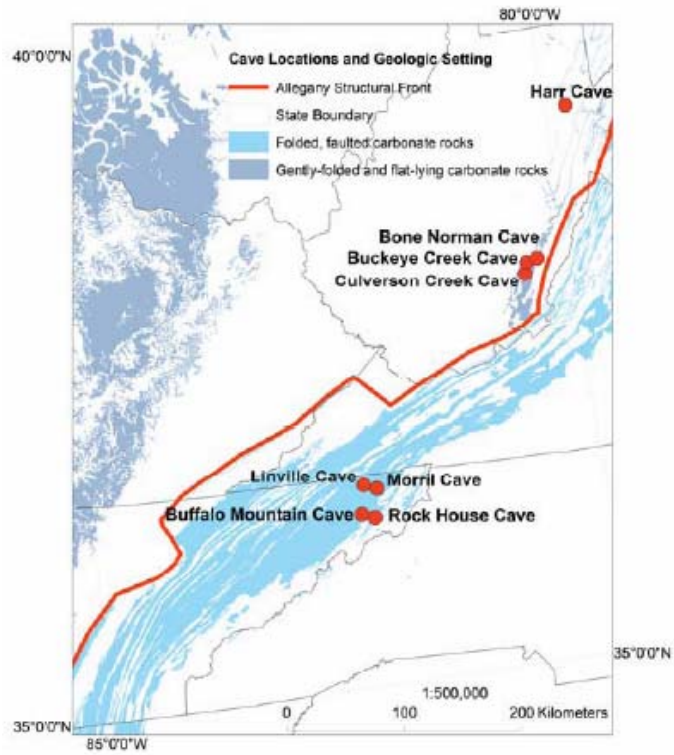 80°0'0"W
40°0'0"N
Cave Locations and Geologic Setting
Allegany Structural Front
State Boundary
Folded, faulted carbonate rocks
Gently-folded and flat-lying carbonate rocks
Harr Cave
Bone Norman Cave
Buckeye Creek Cave
Culverson Creek Cave
Linville Cave
Morril Cave
Buffalo Mountain Cave
Rock House Cave
35°0'0"N
1:500,000
0 100 200 Kilometers
35°0'0"N
85°0'0"W